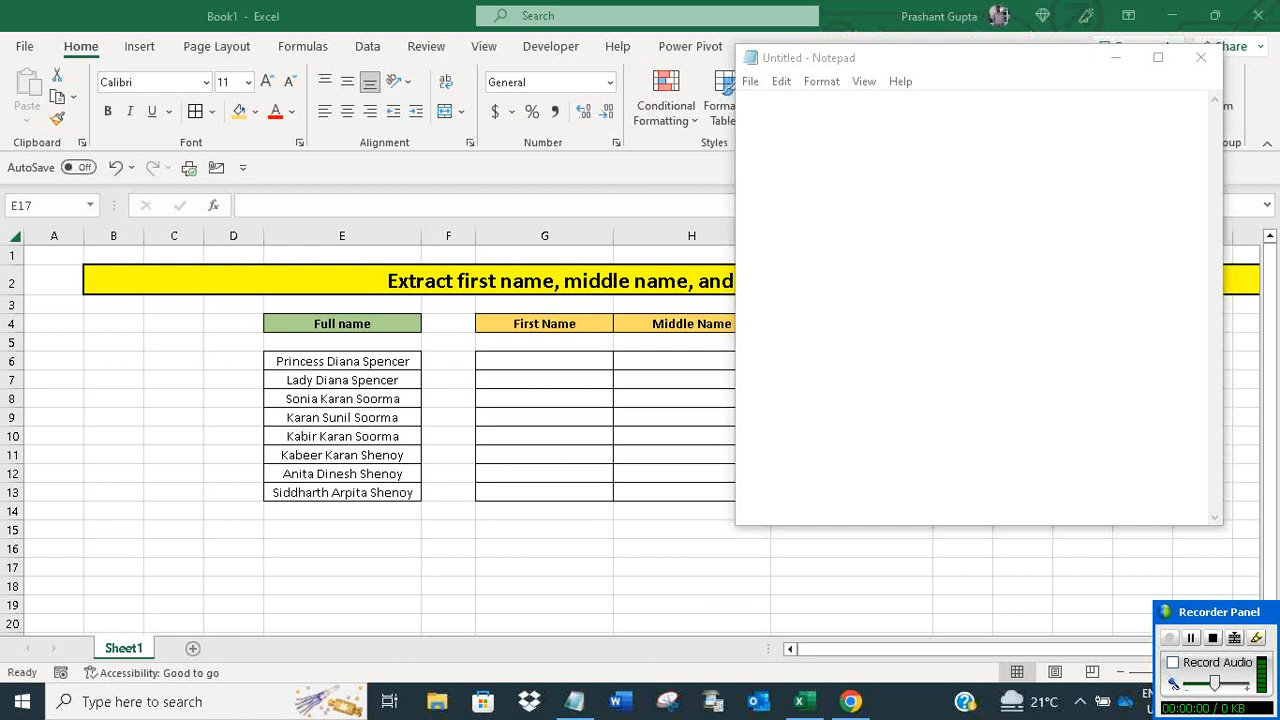 Book1 - Excel
Search
Prashant Gupta
File Home Insert Page Layout Formulas Data Review View Developer Help Power Pivot
Share
Untitled - Notepad
File Edit Format View Help
Paste
Calibri 11
B I U
General
$ % ,
Conditional
Formatting
Table
Clipboard Font Alignment Number Styles
AutoSave Off
E17
fx
A B C D E F G H
1
2 Extract first name, middle name, and
3
4 Full name First Name Middle Name
5
6 Princess Diana Spencer
7 Lady Diana Spencer
8 Sonia Karan Soorma
9 Karan Sunil Soorma
10 Kabir Karan Soorma
11 Kabeer Karan Shenoy
12 Anita Dinesh Shenoy
13 Siddharth Arpita Shenoy
14
15
16
17
18
19
20
Sheet1
Ready Accessibility: Good to go
Recorder Panel
Record Audio
00:00:00 / 0 KB
Type here to search
21°C